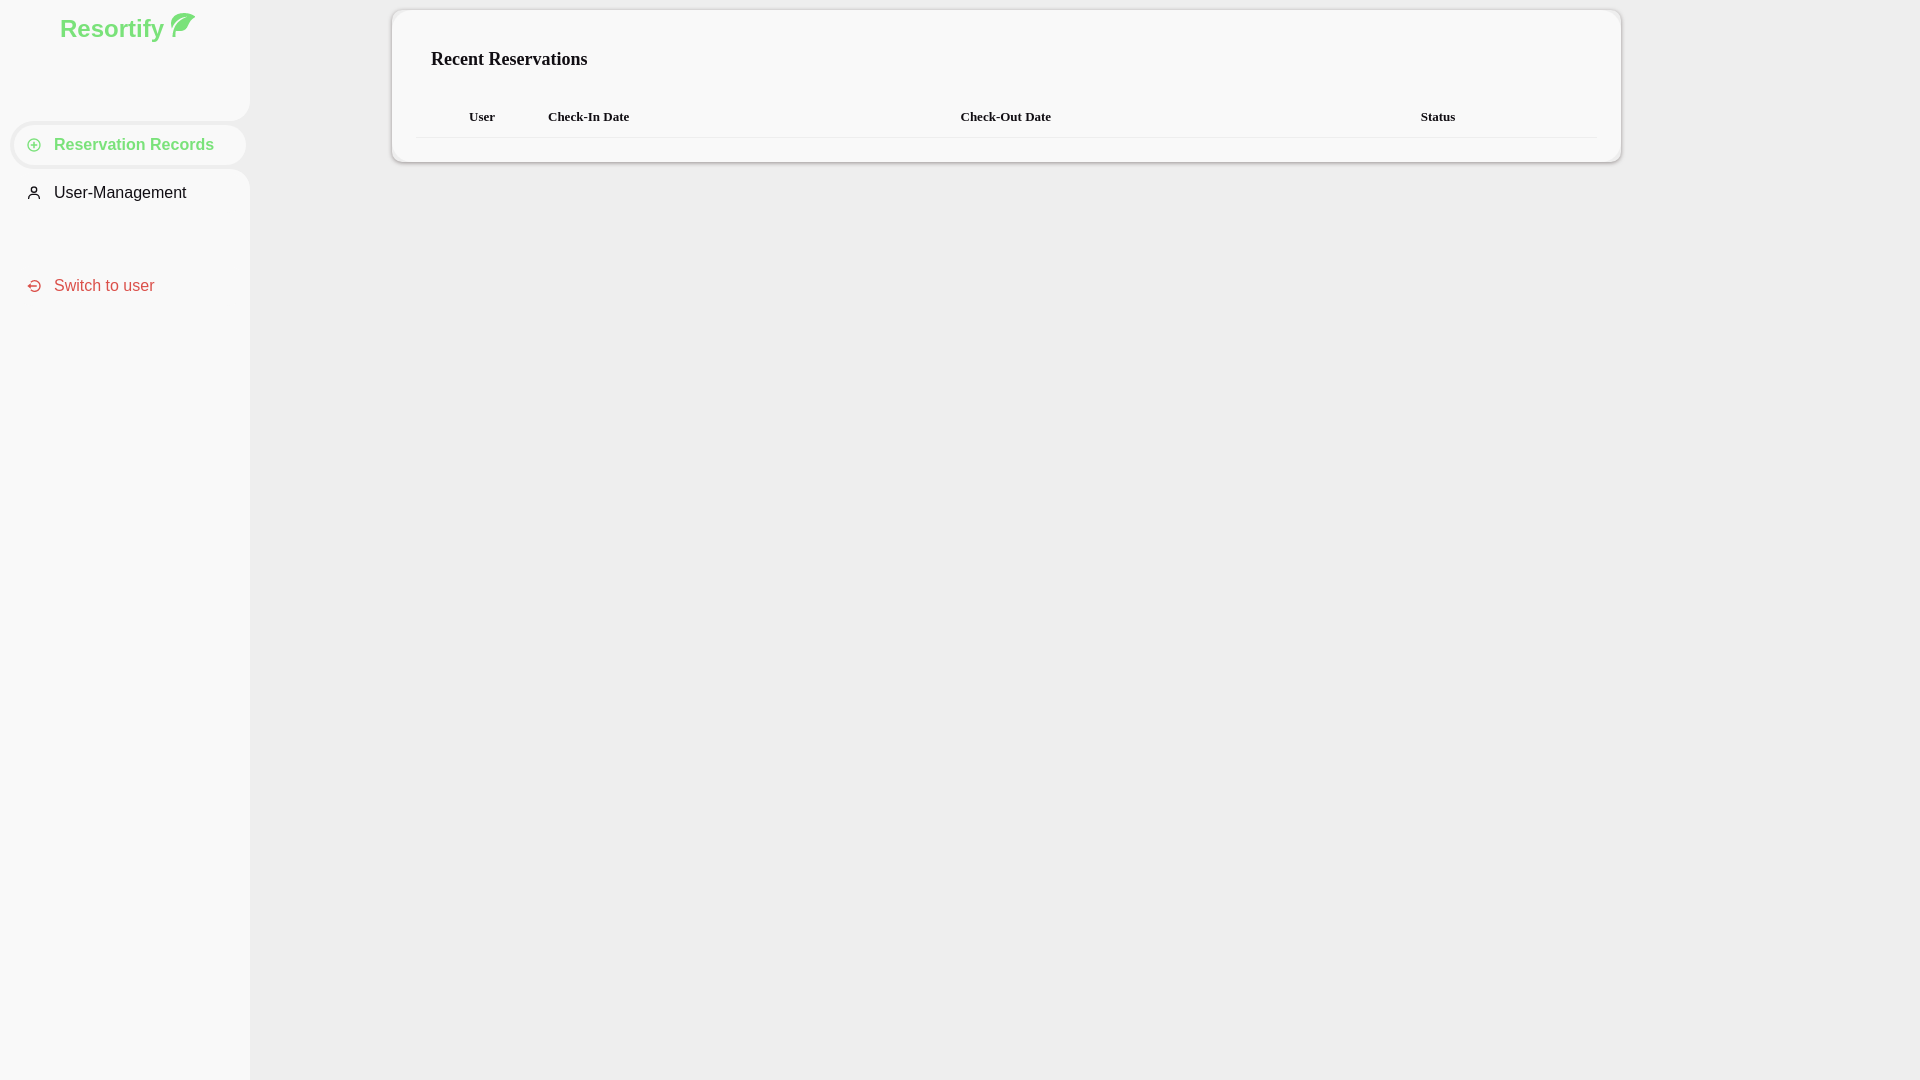 Resortify
Reservation Records
User-Management
Switch to user
Recent Reservations
User Check-In Date Check-Out Date Status